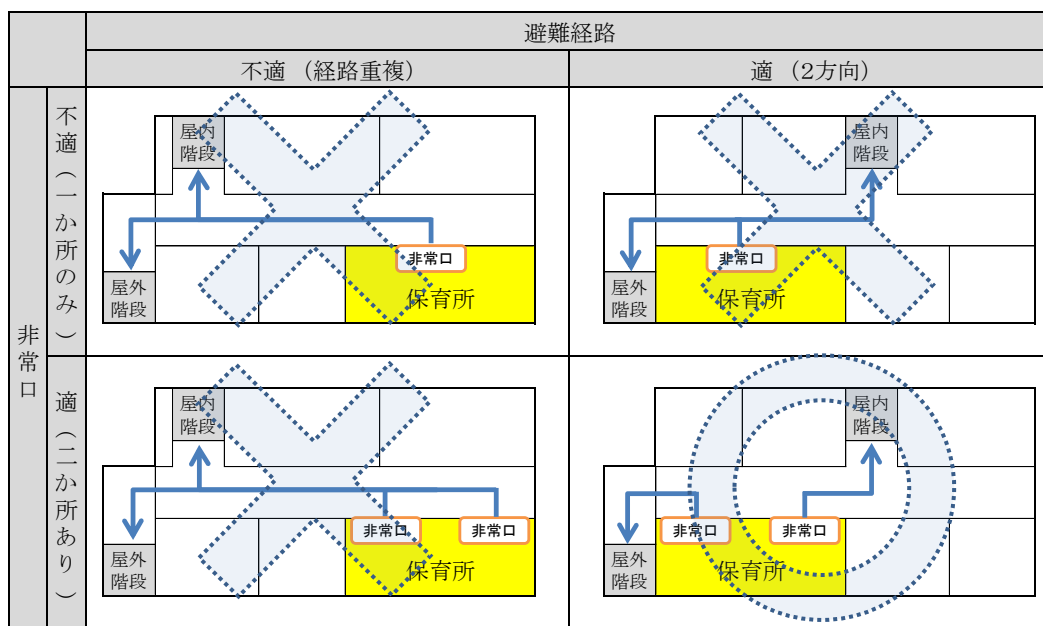 避難経路
不適（経路重複）
適（2方向）
非常口
不適（一か所のみ）
屋内
階段
非常口
屋外
階段
保育所
屋内
階段
非常口
屋外
階段
保育所
適（二か所あり）
屋内
階段
非常口
非常口
屋外
階段
保育所
屋内
階段
非常口
非常口
屋外
階段
保育所